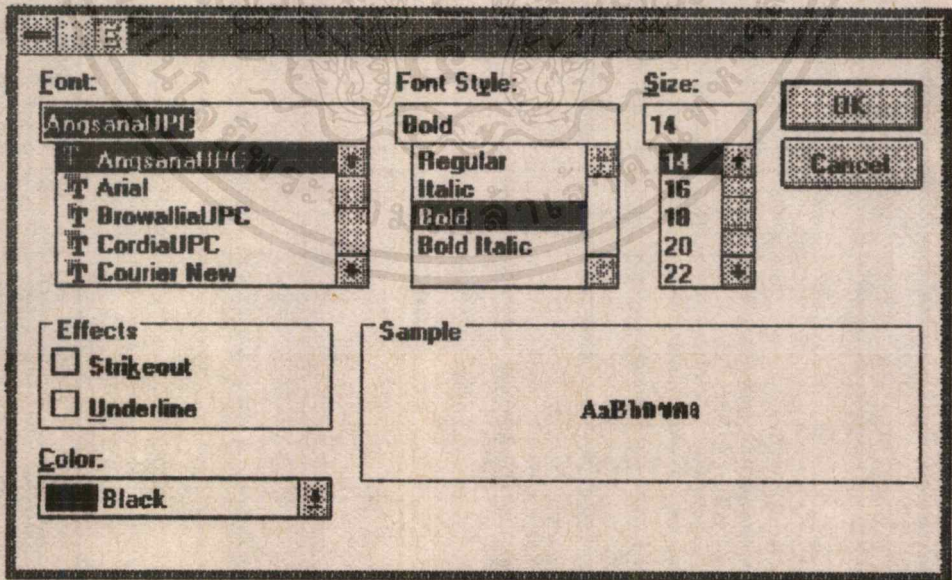 Font:
AngsanaUPC
AngsanaUPC
Arial
BrowalliaUPC
CordiaUPC
Courier New
Font Style:
Bold
Regular
Italic
Bold
Bold Italic
Size:
14
14
16
18
20
22
OK
Cancel
Effects
Strikeout
Underline
Color:
Black
Sample